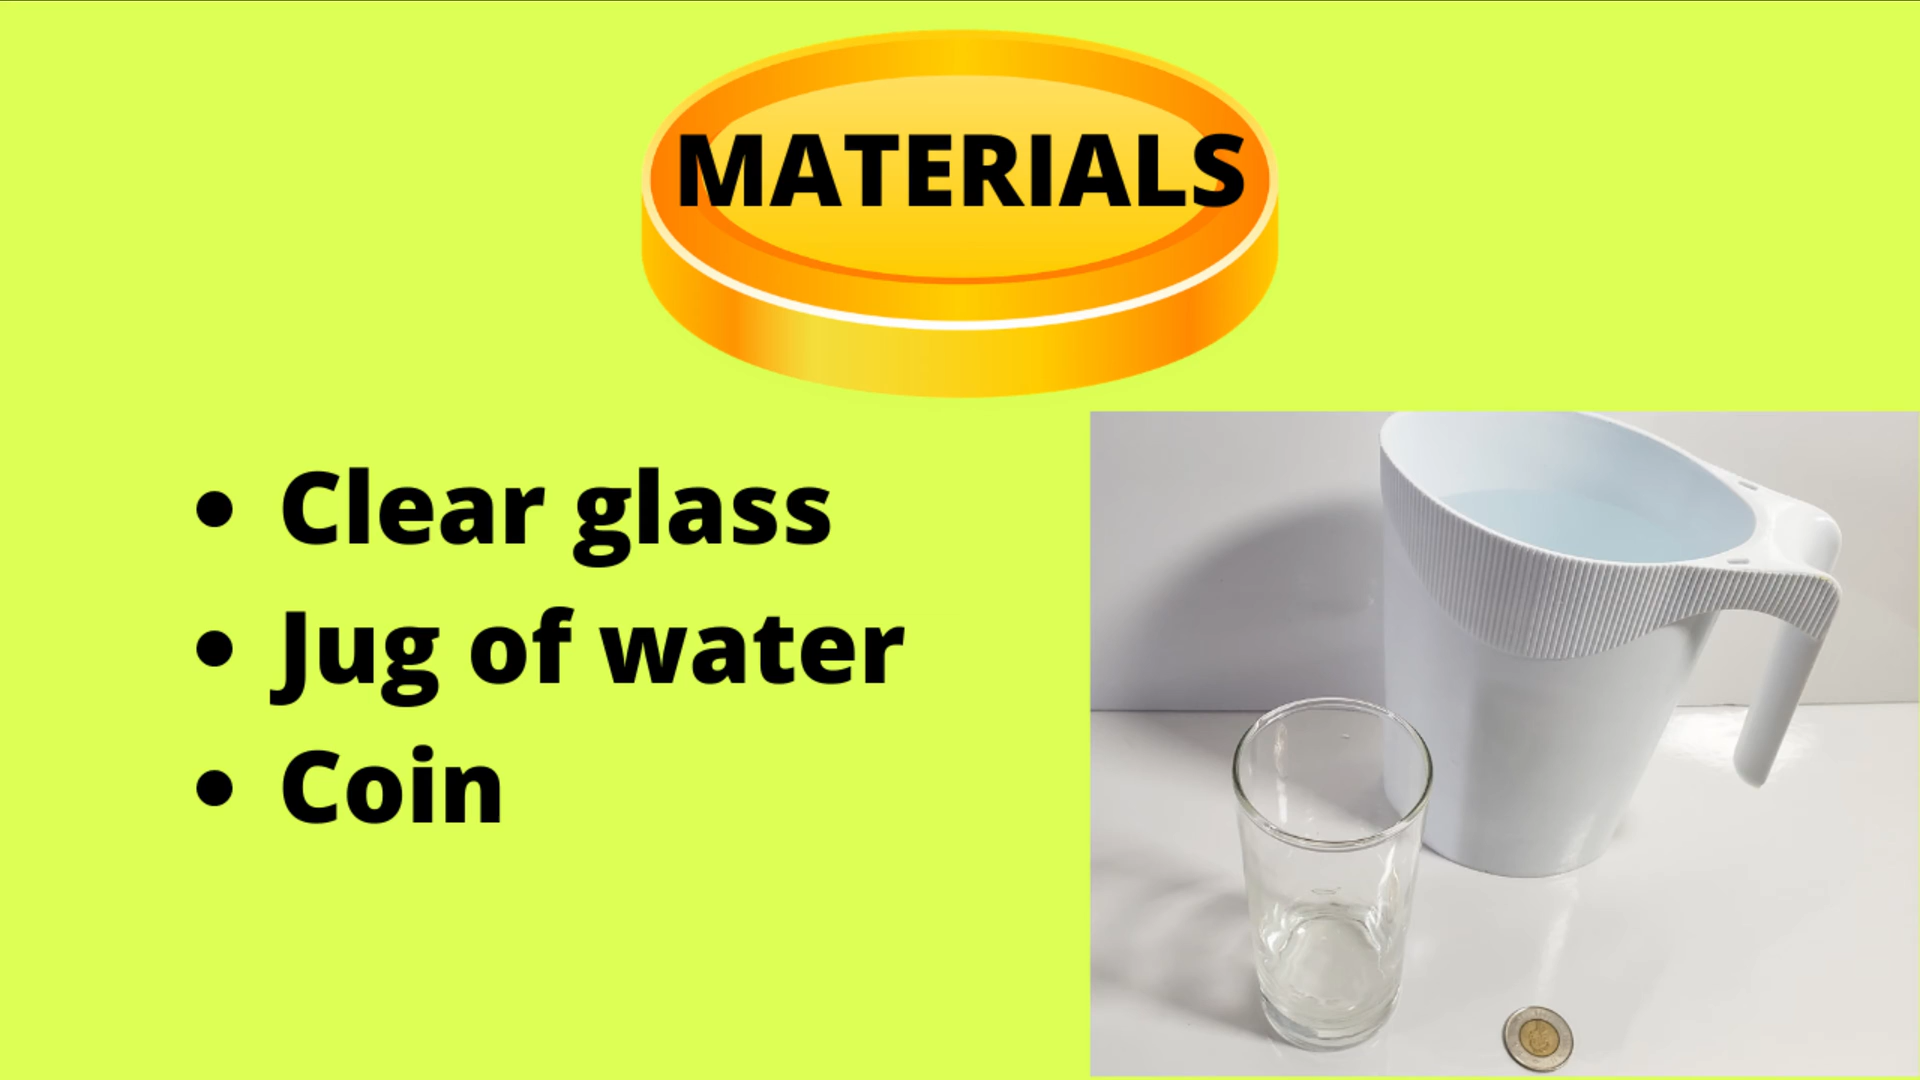 MATERIALS
• Clear glass
• Jug of water
• Coin